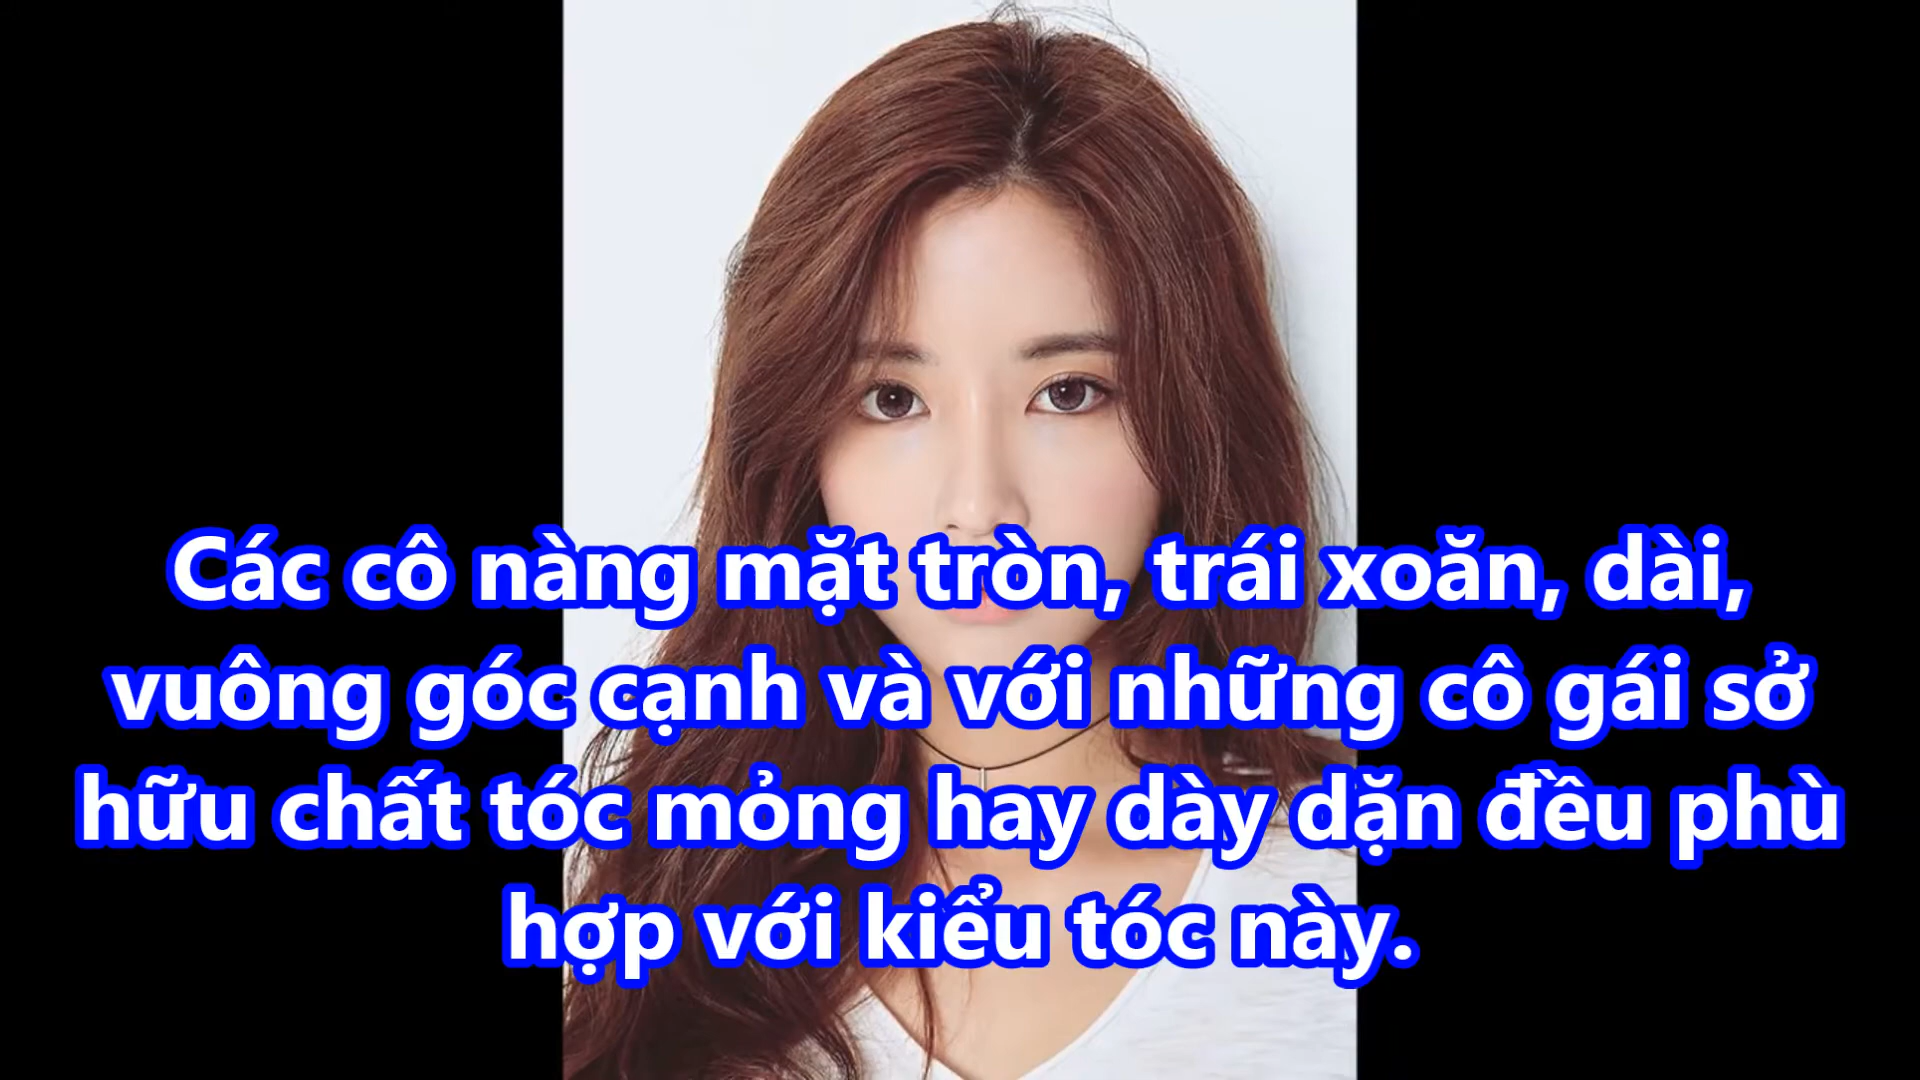 Các cô nàng mặt tròn, trái xoăn, dài,
vuông góc cạnh và với những cô gái sở
hữu chất tóc mỏng hay dày dặn đều phù
hợp với kiểu tóc này.